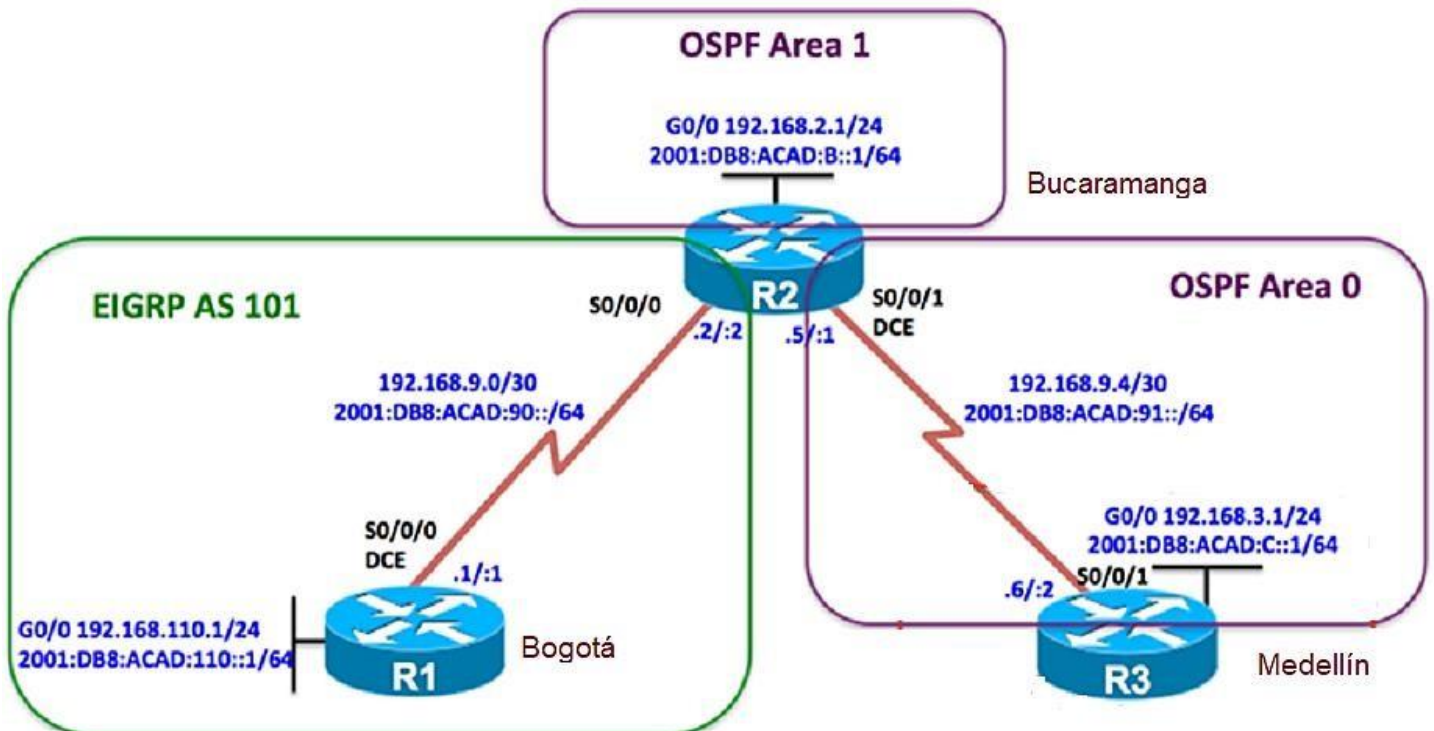 OSPF Area 1
G0/0 192.168.2.1/24
2001:DB8:ACAD:B::1/64
Bucaramanga
R2
EIGRP AS 101
S0/0/0
.2/:2
.5/:1
S0/0/1
DCE
OSPF Area 0
192.168.9.0/30
2001:DB8:ACAD:90::/64
192.168.9.4/30
2001:DB8:ACAD:91::/64
S0/0/0
DCE
.1/:1
G0/0 192.168.3.1/24
2001:DB8:ACAD:C::1/64
.6/:2
S0/0/1
G0/0 192.168.110.1/24
2001:DB8:ACAD:110::1/64
R1
Bogotá
R3
Medellín